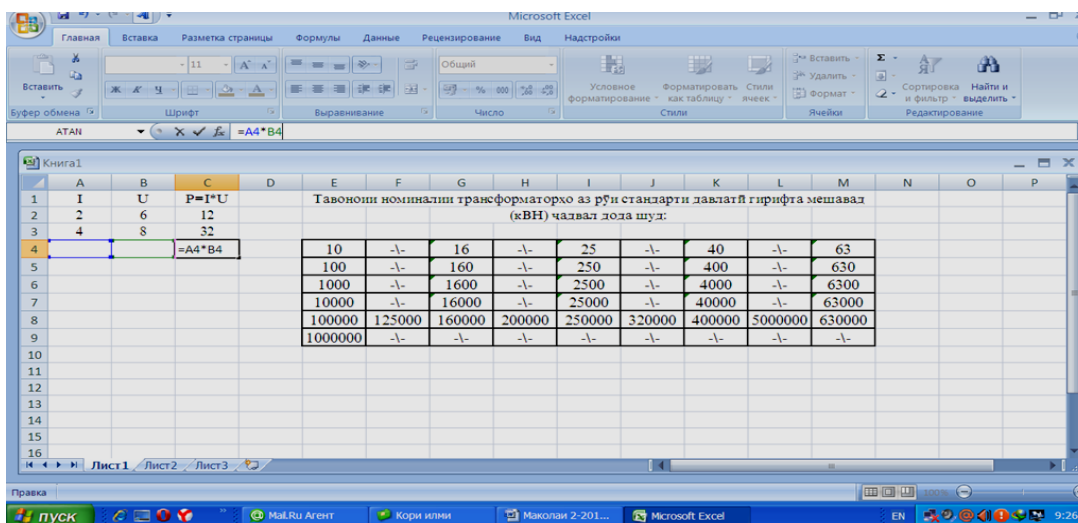 Microsoft Excel
Главная Вставка Разметка страницы Формулы Данные Рецензирование Вид Надстройки
Вставить
11
Ж К Ч
Общий
% 000
Условное форматирование
Форматировать как таблицу
Стили ячеек
Вставить
Удалить
Формат
Сортировка и фильтр
Найти и выделить
Буфер обмена Шрифт Выравнивание Число Стили Ячейки Редактирование
ATAN =A4*B4
Книга1
A B C D E F G H I J K L M N O P
1 I U P=I*U Тавоноии номиналии трансформаторхо аз рӯи стандарти давлатӣ гирифта мешавад
2 2 6 12 (кВН) чадвал дода шуд:
3 4 8 32
4 =A4*B4 10 -\- 16 -\- 25 -\- 40 -\- 63
5 100 -\- 160 -\- 250 -\- 400 -\- 630
6 1000 -\- 1600 -\- 2500 -\- 4000 -\- 6300
7 10000 -\- 16000 -\- 25000 -\- 40000 -\- 63000
8 100000 125000 160000 200000 250000 320000 400000 5000000 630000
9 1000000 -\- -\- -\- -\- -\- -\- -\- -\-
10
11
12
13
14
15
16
Лист1 Лист2 Лист3
Правка 100%
пуск Mail.Ru Агент Кори илми Маколаи 2-201... Microsoft Excel EN 9:26